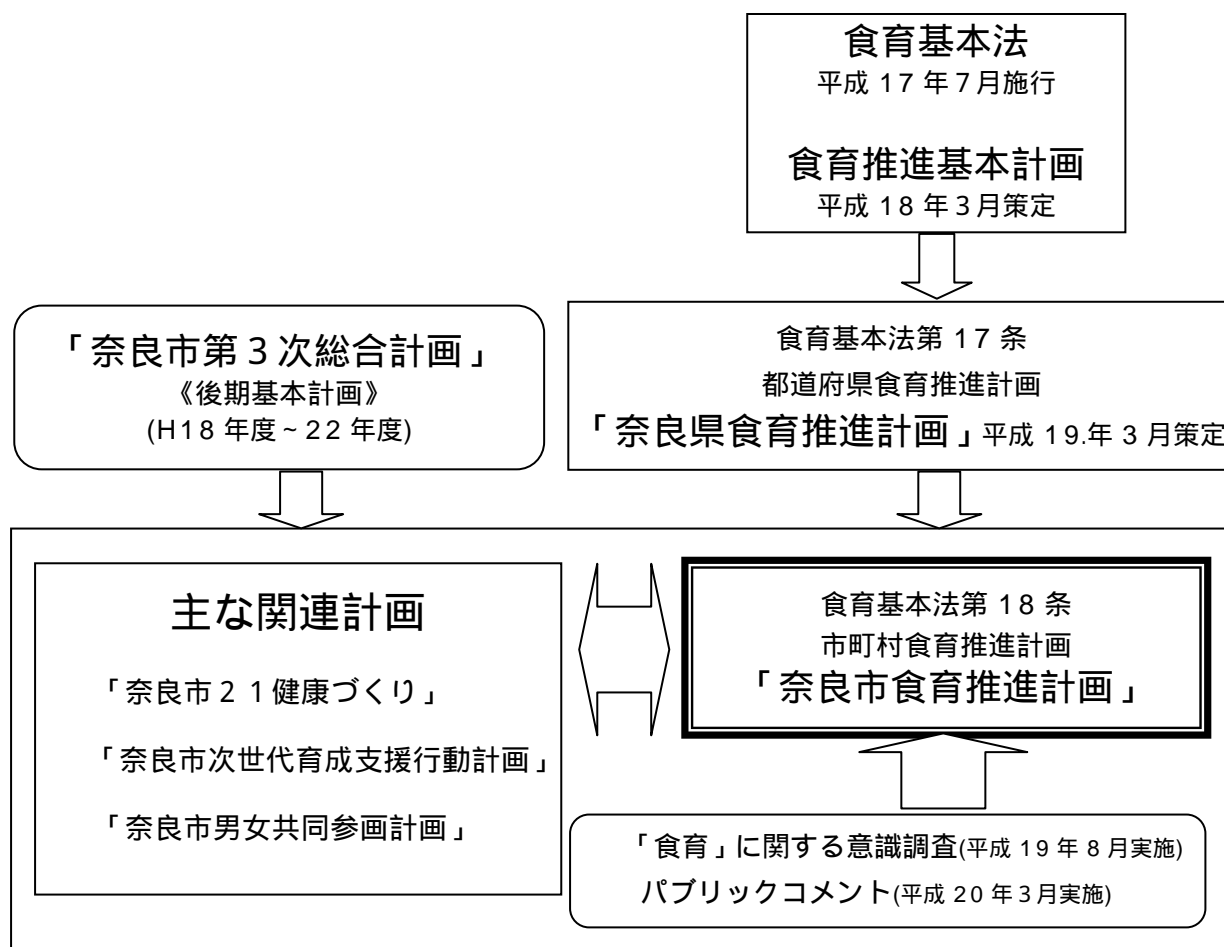 食育基本法
平成 17 年 7 月施行
食育推進基本計画
平成 18 年 3 月策定
「奈良市第 3 次総合計画」
《後期基本計画》
(H18 年度 ~ 22 年度)
食育基本法第 17 条
都道府県食育推進計画
「奈良県食育推進計画」平成 19.年 3 月策定
主な関連計画
「奈良市 2 1 健康づくり」
「奈良市次世代育成支援行動計画」
「奈良市男女共同参画計画」
食育基本法第 18 条
市町村食育推進計画
「奈良市食育推進計画」
「食育」に関する意識調査(平成 19 年 8 月実施)
パブリックコメント(平成 20 年 3 月実施)